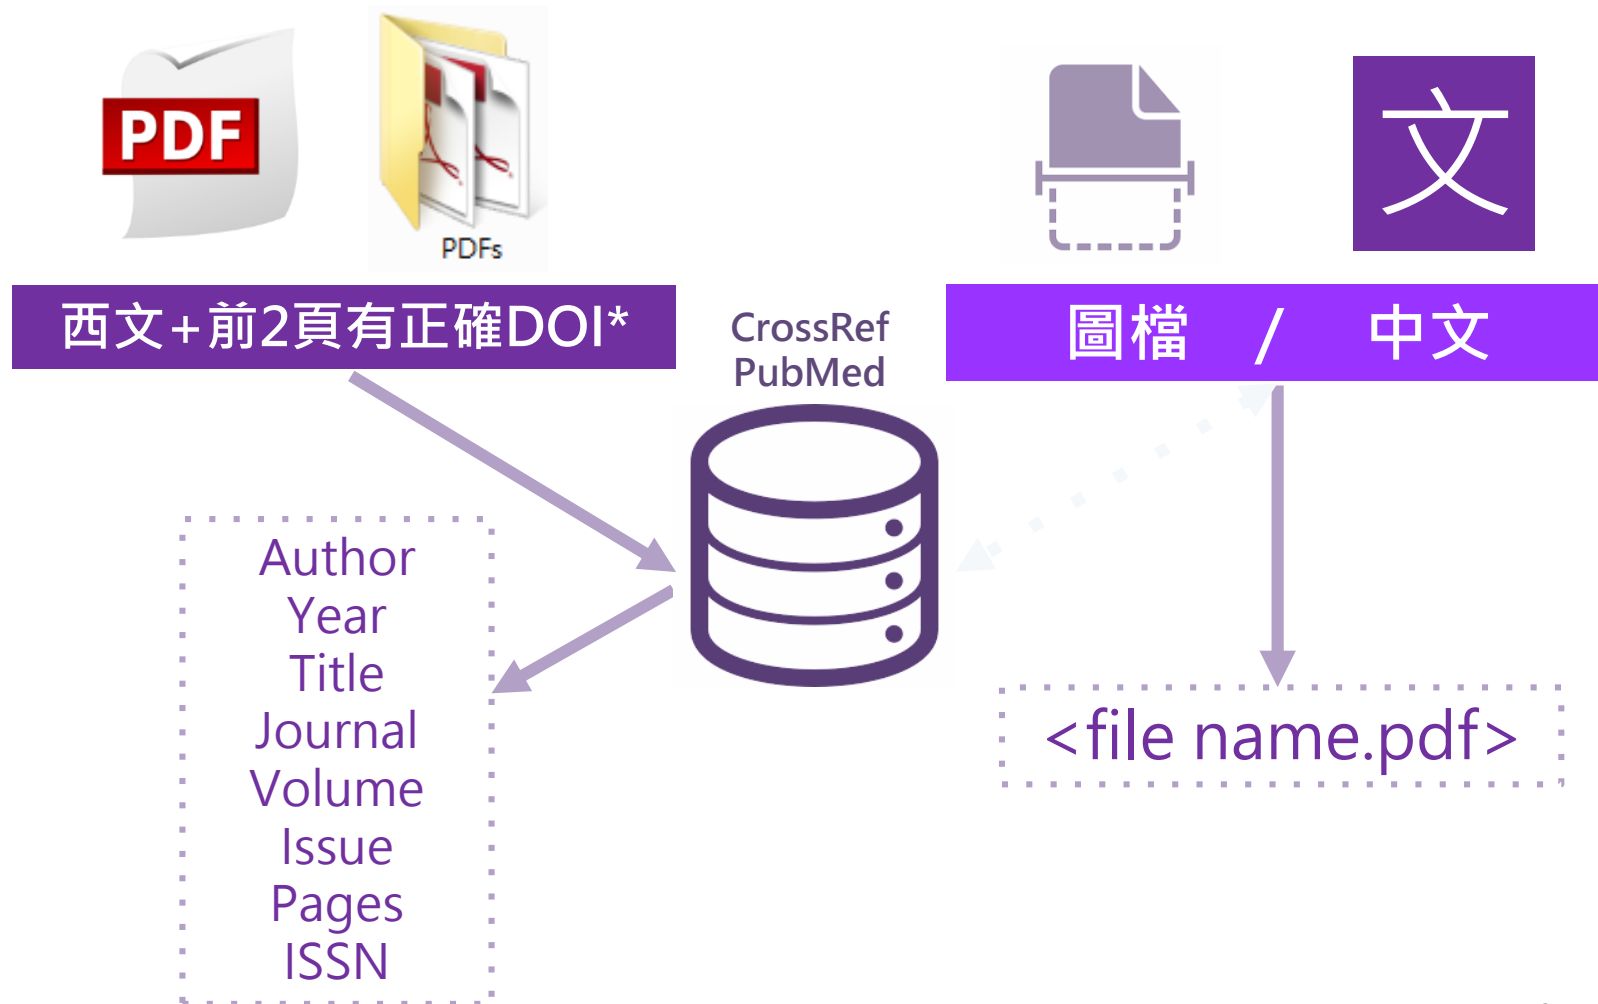 PDF
PDFs
文
西文+前2頁有正確DOI*
CrossRef
PubMed
圖檔 / 中文
Author
Year
Title
Journal
Volume
Issue
Pages
ISSN
<file name.pdf>